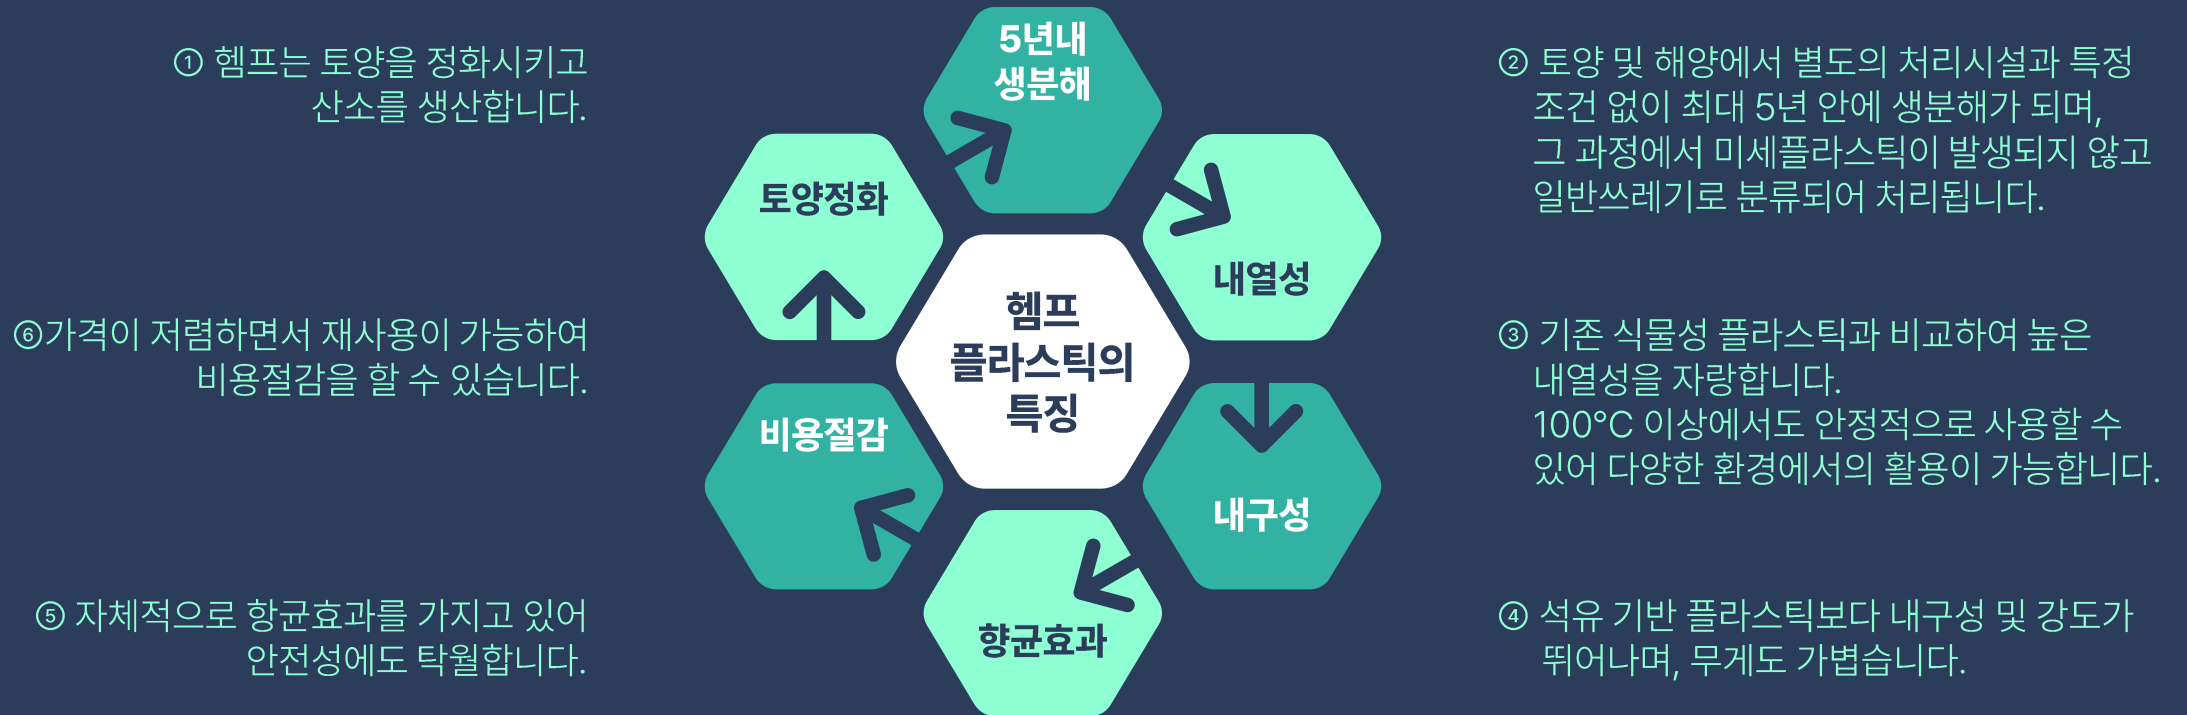 ① 헴프는 토양을 정화시키고
산소를 생산합니다.
② 토양 및 해양에서 별도의 처리시설과 특정
조건 없이 최대 5년 안에 생분해가 되며,
그 과정에서 미세플라스틱이 발생되지 않고
일반쓰레기로 분류되어 처리됩니다.
③ 기존 식물성 플라스틱과 비교하여 높은
내열성을 자랑합니다.
100°C 이상에서도 안정적으로 사용할 수
있어 다양한 환경에서의 활용이 가능합니다.
④ 석유 기반 플라스틱보다 내구성 및 강도가
뛰어나며, 무게도 가볍습니다.
⑤ 자체적으로 항균효과를 가지고 있어
안전성에도 탁월합니다.
⑥가격이 저렴하면서 재사용이 가능하여
비용절감을 할 수 있습니다.
헴프
플라스틱의
특징
토양정화
5년내
생분해
내열성
내구성
향균효과
비용절감